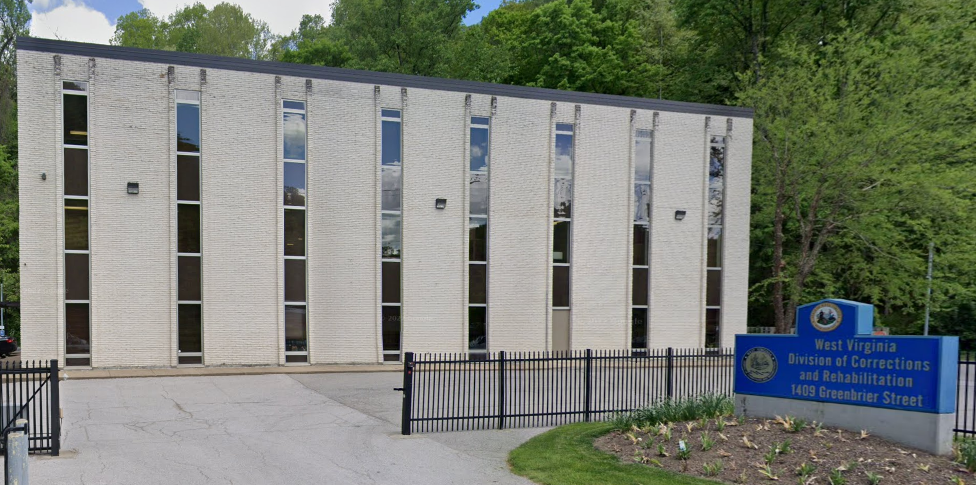 West Virginia
Division of Corrections
and Rehabilitation
1409 Greenbrier Street